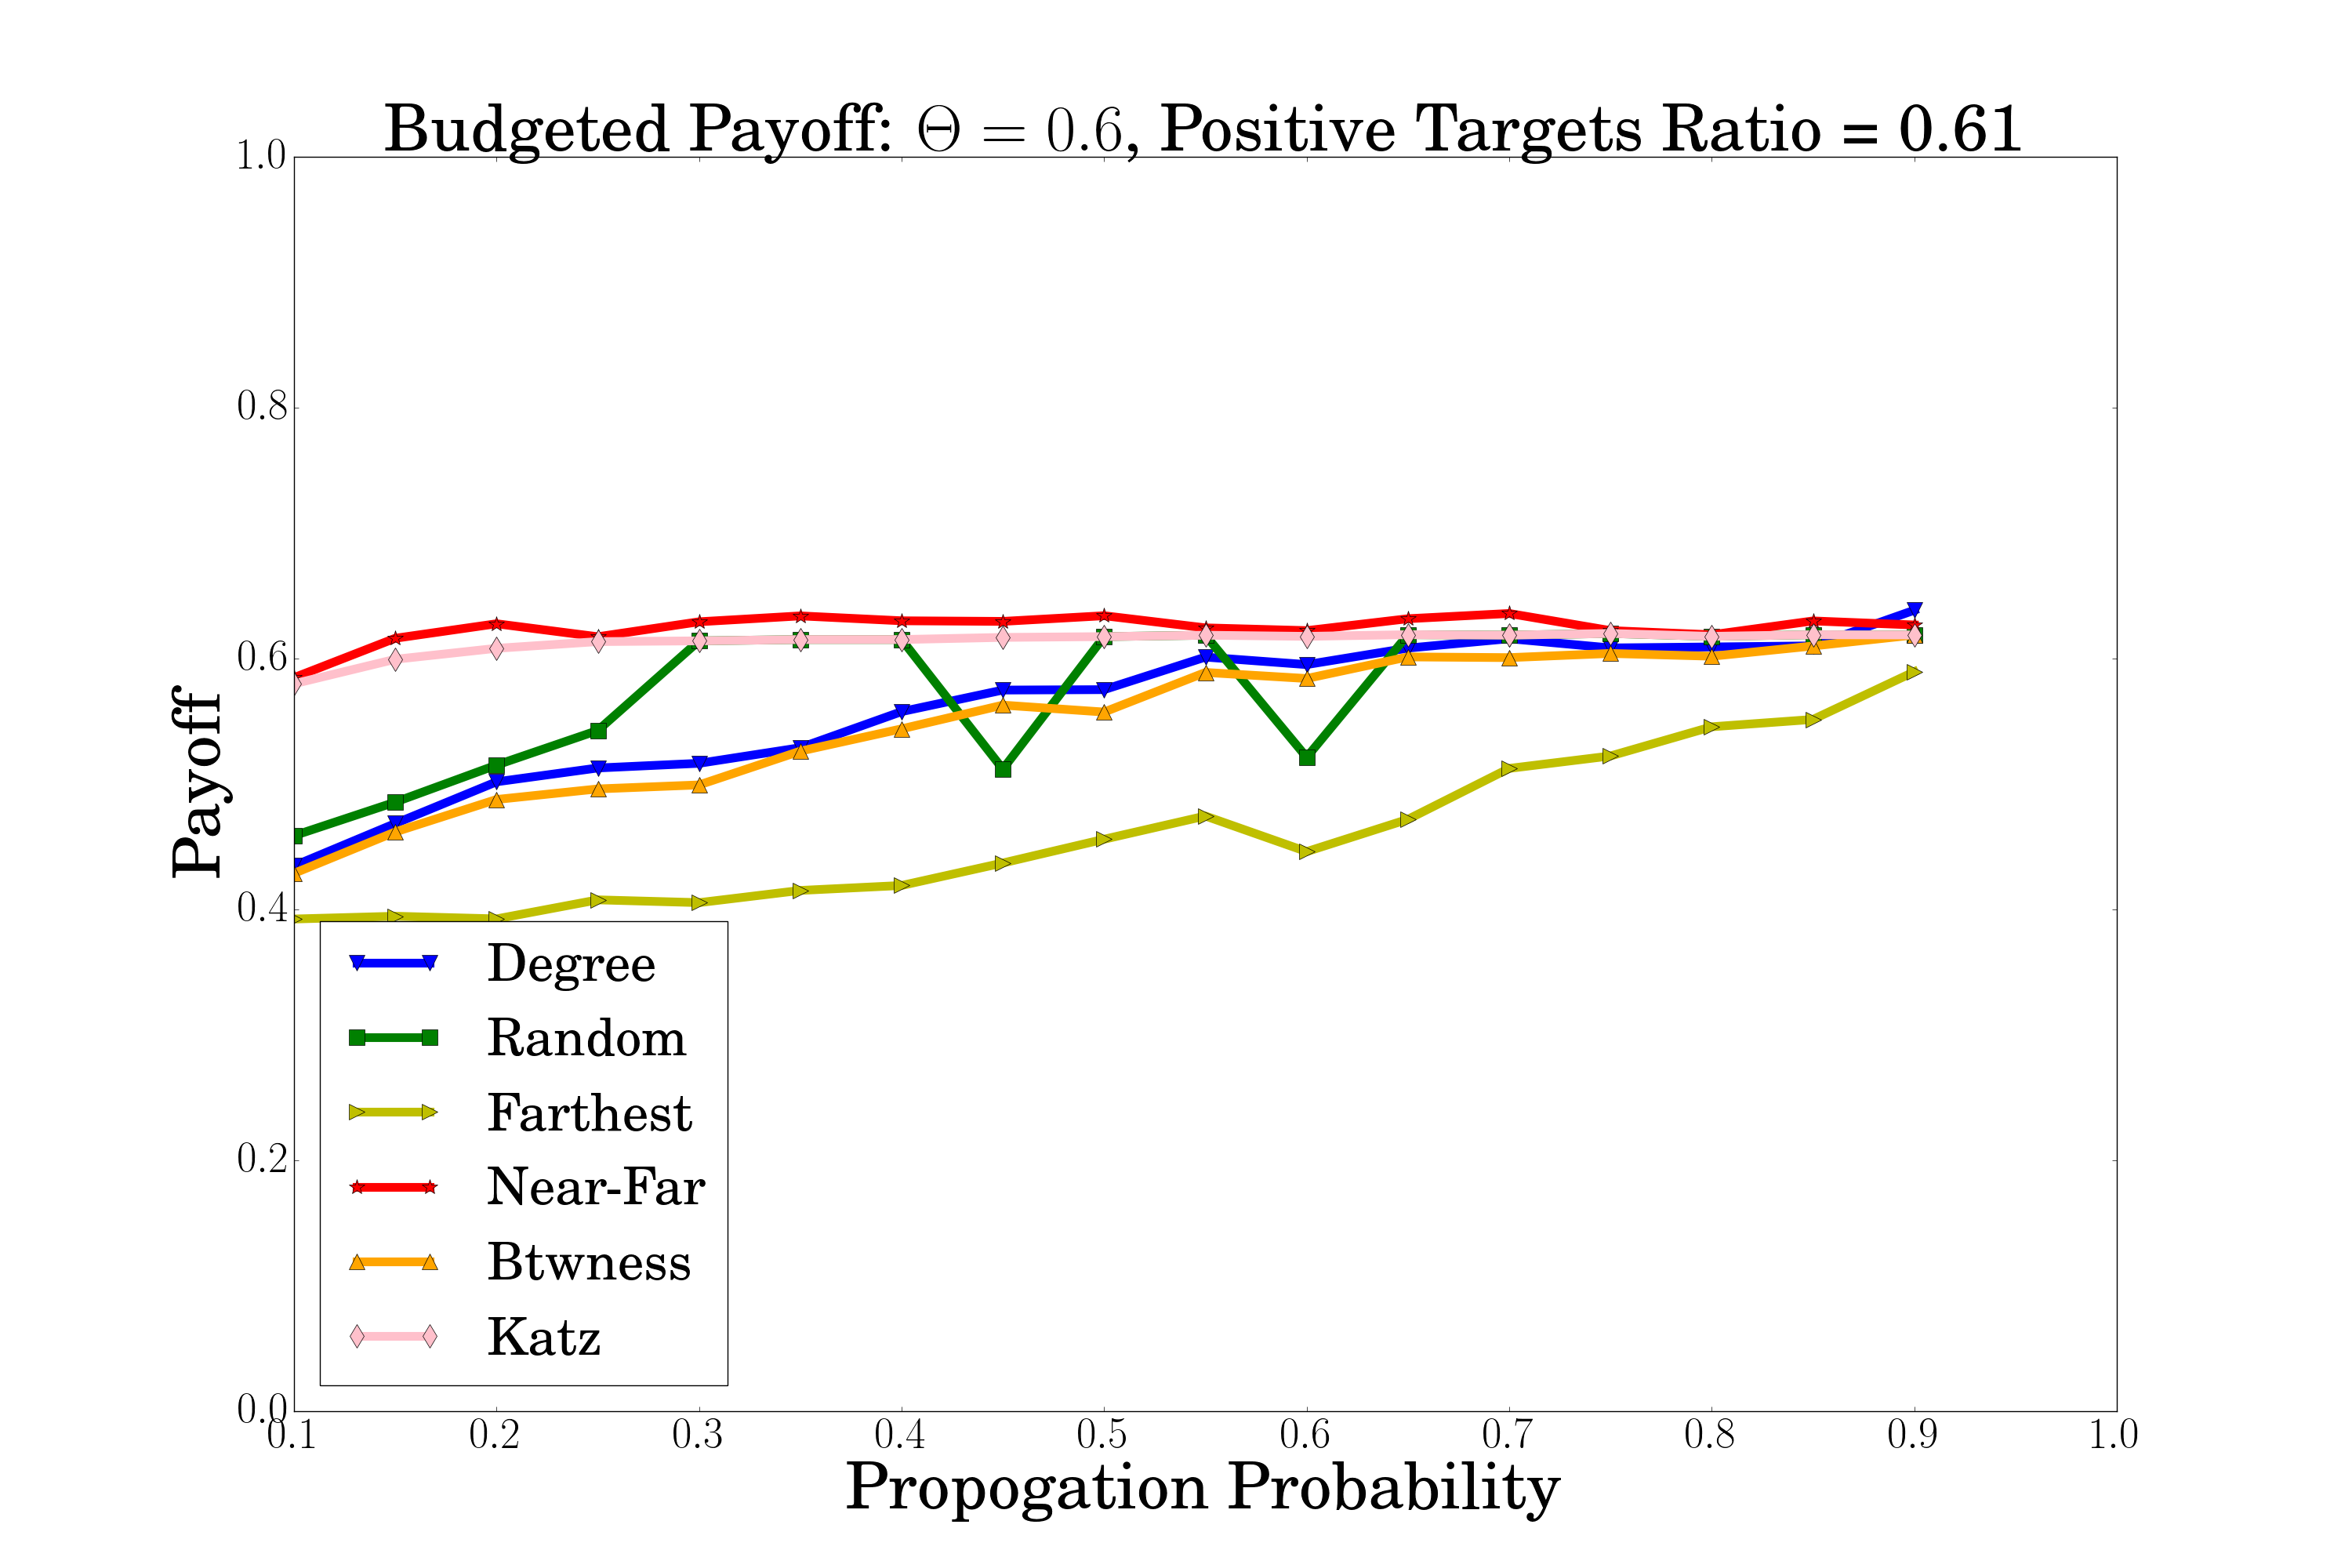 Budgeted Payoff: Θ = 0.6, Positive Targets Ratio = 0.61
1.0
0.8
0.6
0.4
0.2
0.0
Payoff
Degree
Random
Farthest
Near-Far
Btwness
Katz
0.1 0.2 0.3 0.4 0.5 0.6 0.7 0.8 0.9 1.0
Propogation Probability